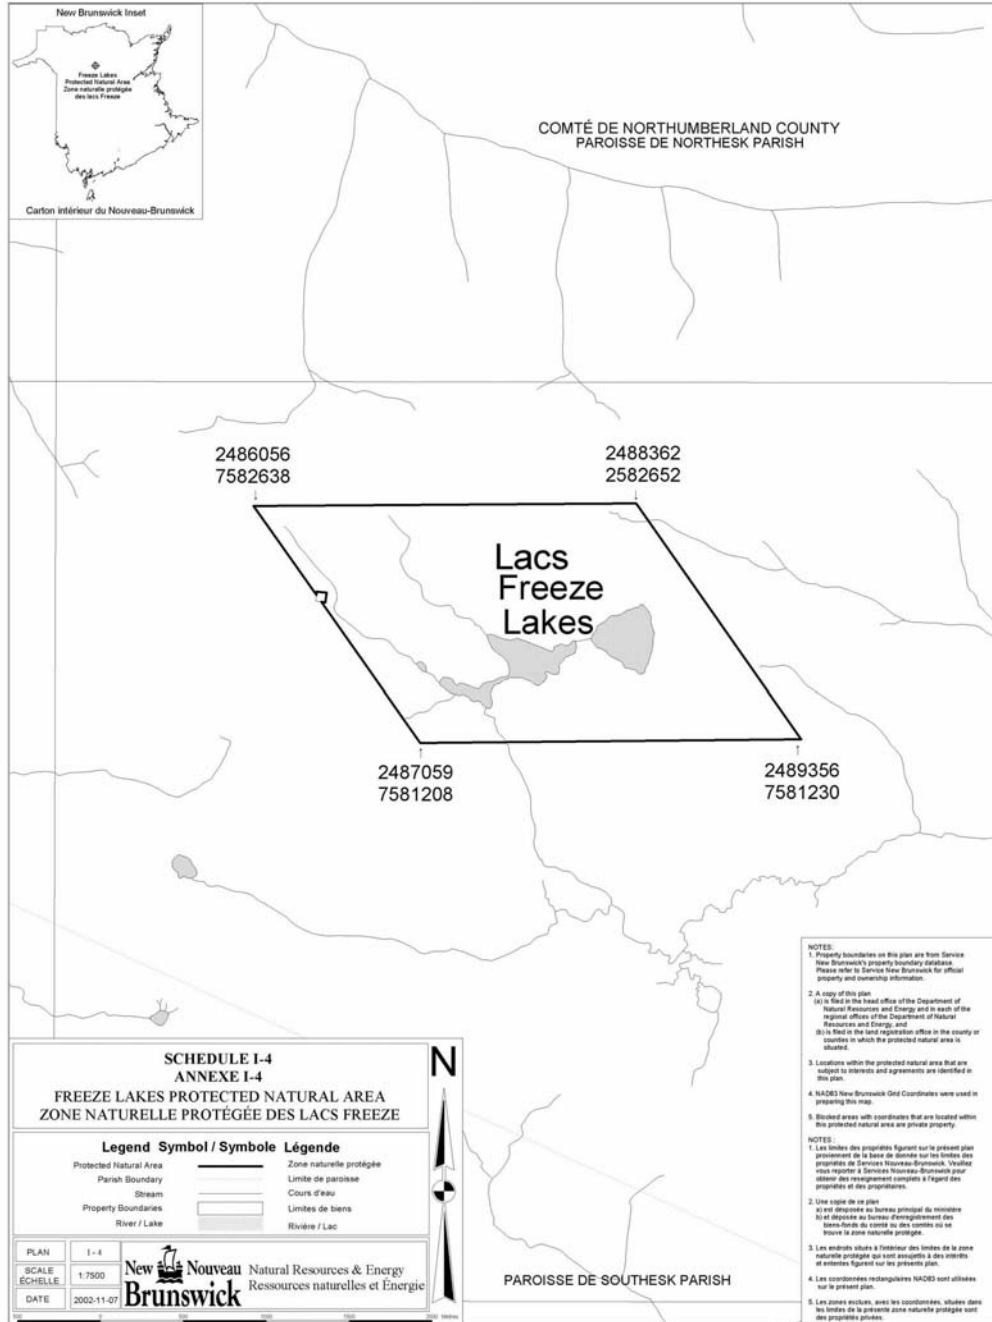 New Brunswick Inset
Freeze Lakes
Protected Natural Area
Zone naturelle protégée
des lacs Freeze
Carton intérieur du Nouveau-Brunswick
COMTÉ DE NORTHUMBERLAND COUNTY
PAROISSE DE NORTHESK PARISH
2486056
7582638
2488362
2582652
Lacs
Freeze
Lakes
2487059
7581208
2489356
7581230
SCHEDULE I-4
ANNEXE I-4
FREEZE LAKES PROTECTED NATURAL AREA
ZONE NATURELLE PROTÉGÉE DES LACS FREEZE
Legend Symbol / Symbole Légende
Protected Natural Area Zone naturelle protégée
Parish Boundary Limite de paroisse
Stream Cours d'eau
Property Boundaries Limites de biens
River / Lake Rivière / Lac
PLAN I-4
SCALE
ÉCHELLE 1:7500
DATE 2002-11-07
New Nouveau
Brunswick
Natural Resources & Energy
Ressources naturelles et Énergie
N
500 0 500 1000 1500 2000 Mètres
PAROISSE DE SOUTHESK PARISH
NOTES:
1. Property boundaries on this plan are from Service
New Brunswick's property boundary database.
Please refer to Service New Brunswick for official
property and ownership information.
2. A copy of this plan
(a) is filed in the head office of the Department of
Natural Resources and Energy and in each of the
regional offices of the Department of Natural
Resources and Energy, and
(b) is filed in the land registration office in the county or
counties in which the protected natural area is
situated.
3. Locations within the protected natural area that are
subject to interests and agreements are identified in
this plan.
4. NAD83 New Brunswick Grid Coordinates were used in
preparing this map.
5. Blocked areas with coordinates that are located within
this protected natural area are private property.
NOTES :
1. Les limites des propriétés figurant sur le présent plan
proviennent de la base de donnée sur les limites des
propriétés de Services Nouveau-Brunswick. Veuillez
vous reporter à Services Nouveau-Brunswick pour
obtenir des reseignement complets à l'égard des
propriétés et des propriétaires.
2. Une copie de ce plan
a) est déposée au bureau principal du ministère
b) et déposée au bureau d'enregistrement des
biens-fonds du comté ou des comtés où se
trouve la zone naturelle protégée.
3. Les endroits situés à l'intérieur des limites de la zone
naturelle protégée qui sont assujettis à des intérêts
et ententes figurant sur les présents plan.
4. Les coordonnées rectangulaires NAD83 sont utilisées
sur le présent plan.
5. Les zones exclues, avec les coordonnées, situées dans
les limites de la présente zone naturelle protégée sont
des propriétés privées.